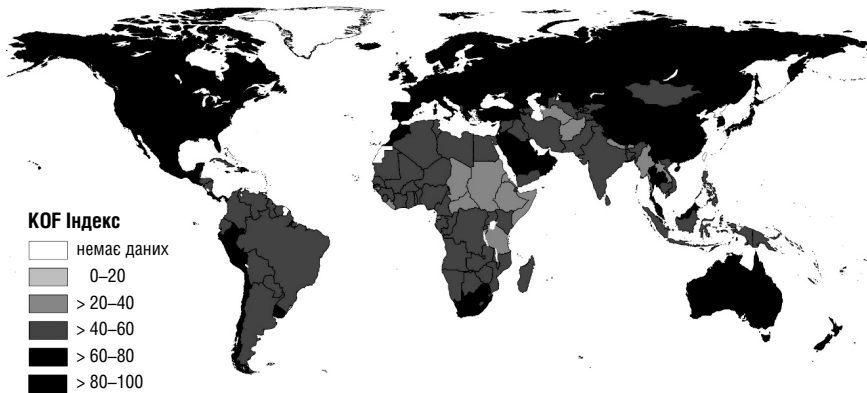 KOF Індекс
немає даних
0–20
> 20–40
> 40–60
> 60–80
> 80–100